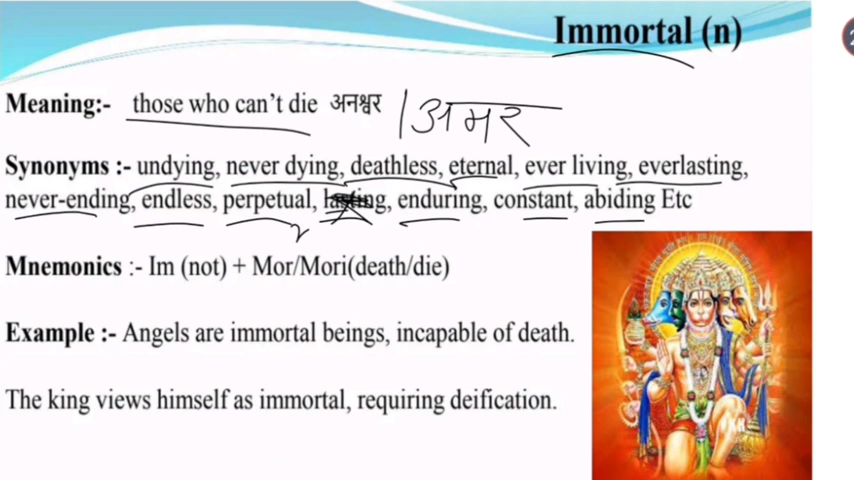 Immortal (n)
Meaning:- those who can't die अनश्वर / अमर
Synonyms :- undying, never dying, deathless, eternal, ever living, everlasting,
never-ending, endless, perpetual, lasting, enduring, constant, abiding Etc
Mnemonics :- Im (not) + Mor/Mori(death/die)
Example :- Angels are immortal beings, incapable of death.
The king views himself as immortal, requiring deification.